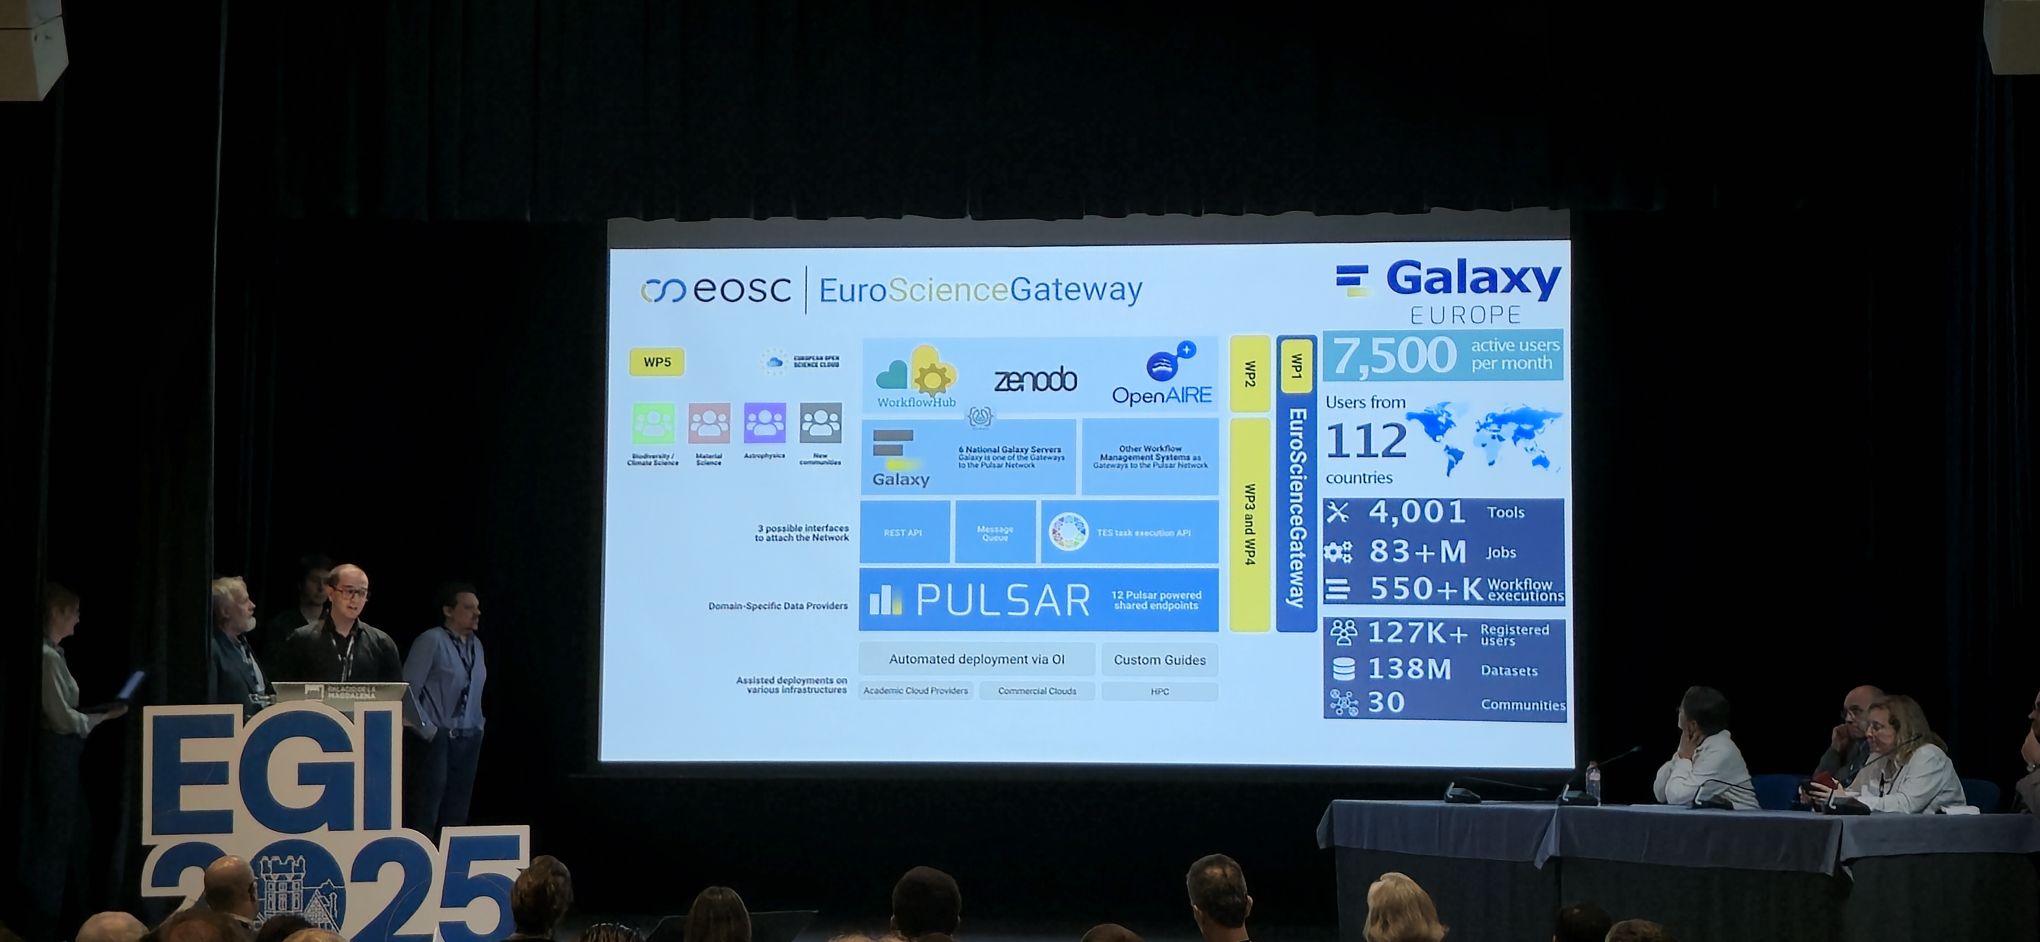 eosc | EuroScienceGateway
WP5
EUROPEAN OPEN
SCIENCE CLOUD
Biodiversity /
Climate Science
Material
Science
Astrophysics
New
communities
WorkflowHub
zenodo
OpenAIRE
Galaxy
6 National Galaxy Servers
Galaxy is one of the Gateways
to the Pulsar Network
Other Workflow
Management Systems as
Gateways to the Pulsar Network
3 possible interfaces
to attach the Network
REST API
Message
Queue
TES task execution API
Domain-Specific Data Providers
PULSAR
12 Pulsar powered
shared endpoints
Assisted deployments on
various infrastructures
Automated deployment via OI
Custom Guides
Academic Cloud Providers
Commercial Clouds
HPC
WP2
WP3 and WP4
WP1
EuroScienceGateway
Galaxy
EUROPE
7,500 active users
per month
Users from
112
countries
4,001 Tools
83+M Jobs
550+K Workflow
executions
127K+ Registered
users
138M Datasets
30 Communities
PALACIO DE LA
MAGDALENA
EGI
2025